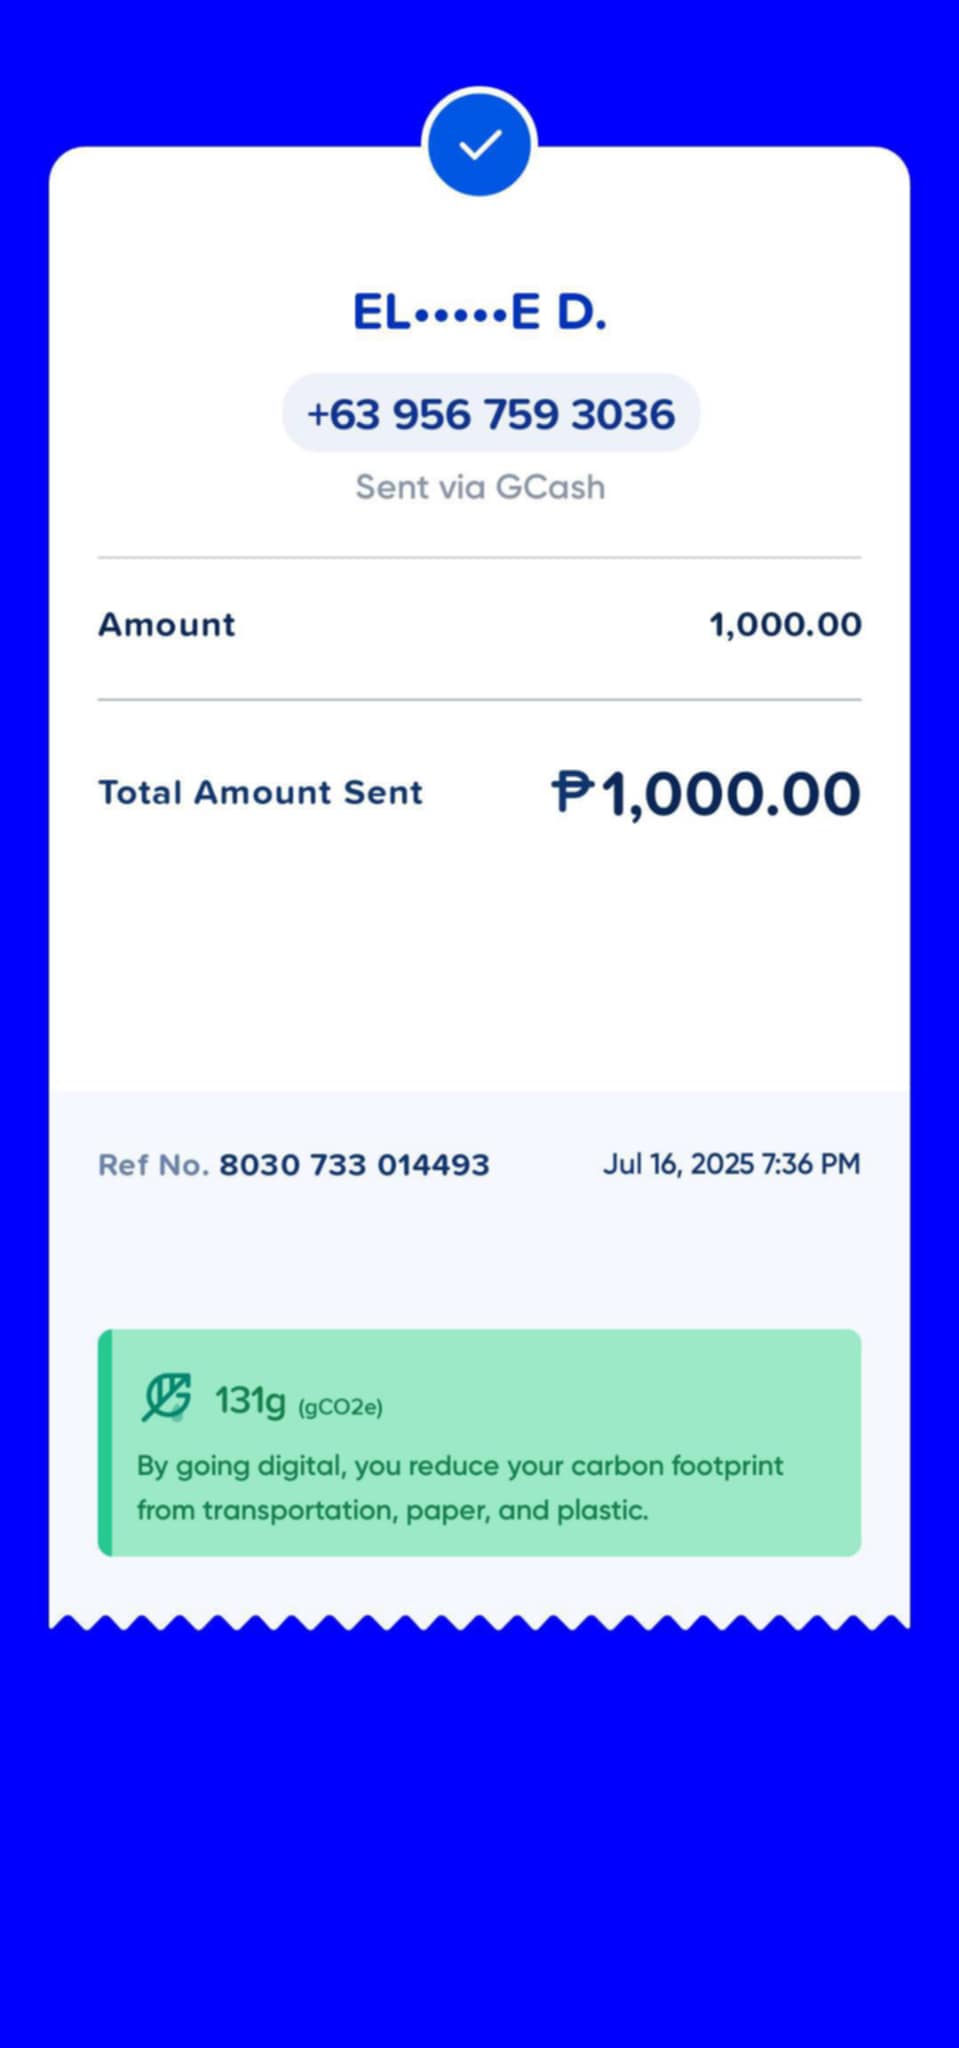 EL•••••E D.
+63 956 759 3036
Sent via GCash
Amount 1,000.00
Total Amount Sent ₱1,000.00
Ref No. 8030 733 014493 Jul 16, 2025 7:36 PM
131g (gCO2e)
By going digital, you reduce your carbon footprint
from transportation, paper, and plastic.